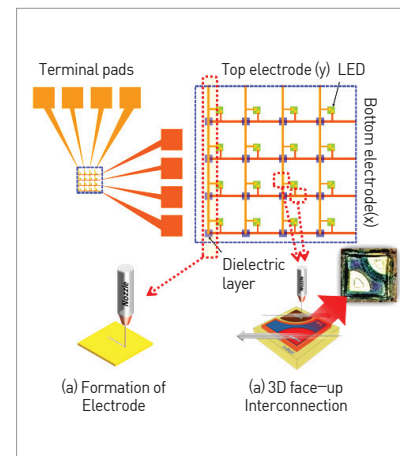 Terminal pads
Top electrode (y)
LED
Bottom electrode(x)
Dielectric
layer
Nozzle
Nozzle
(a) Formation of
Electrode
(a) 3D face-up
Interconnection